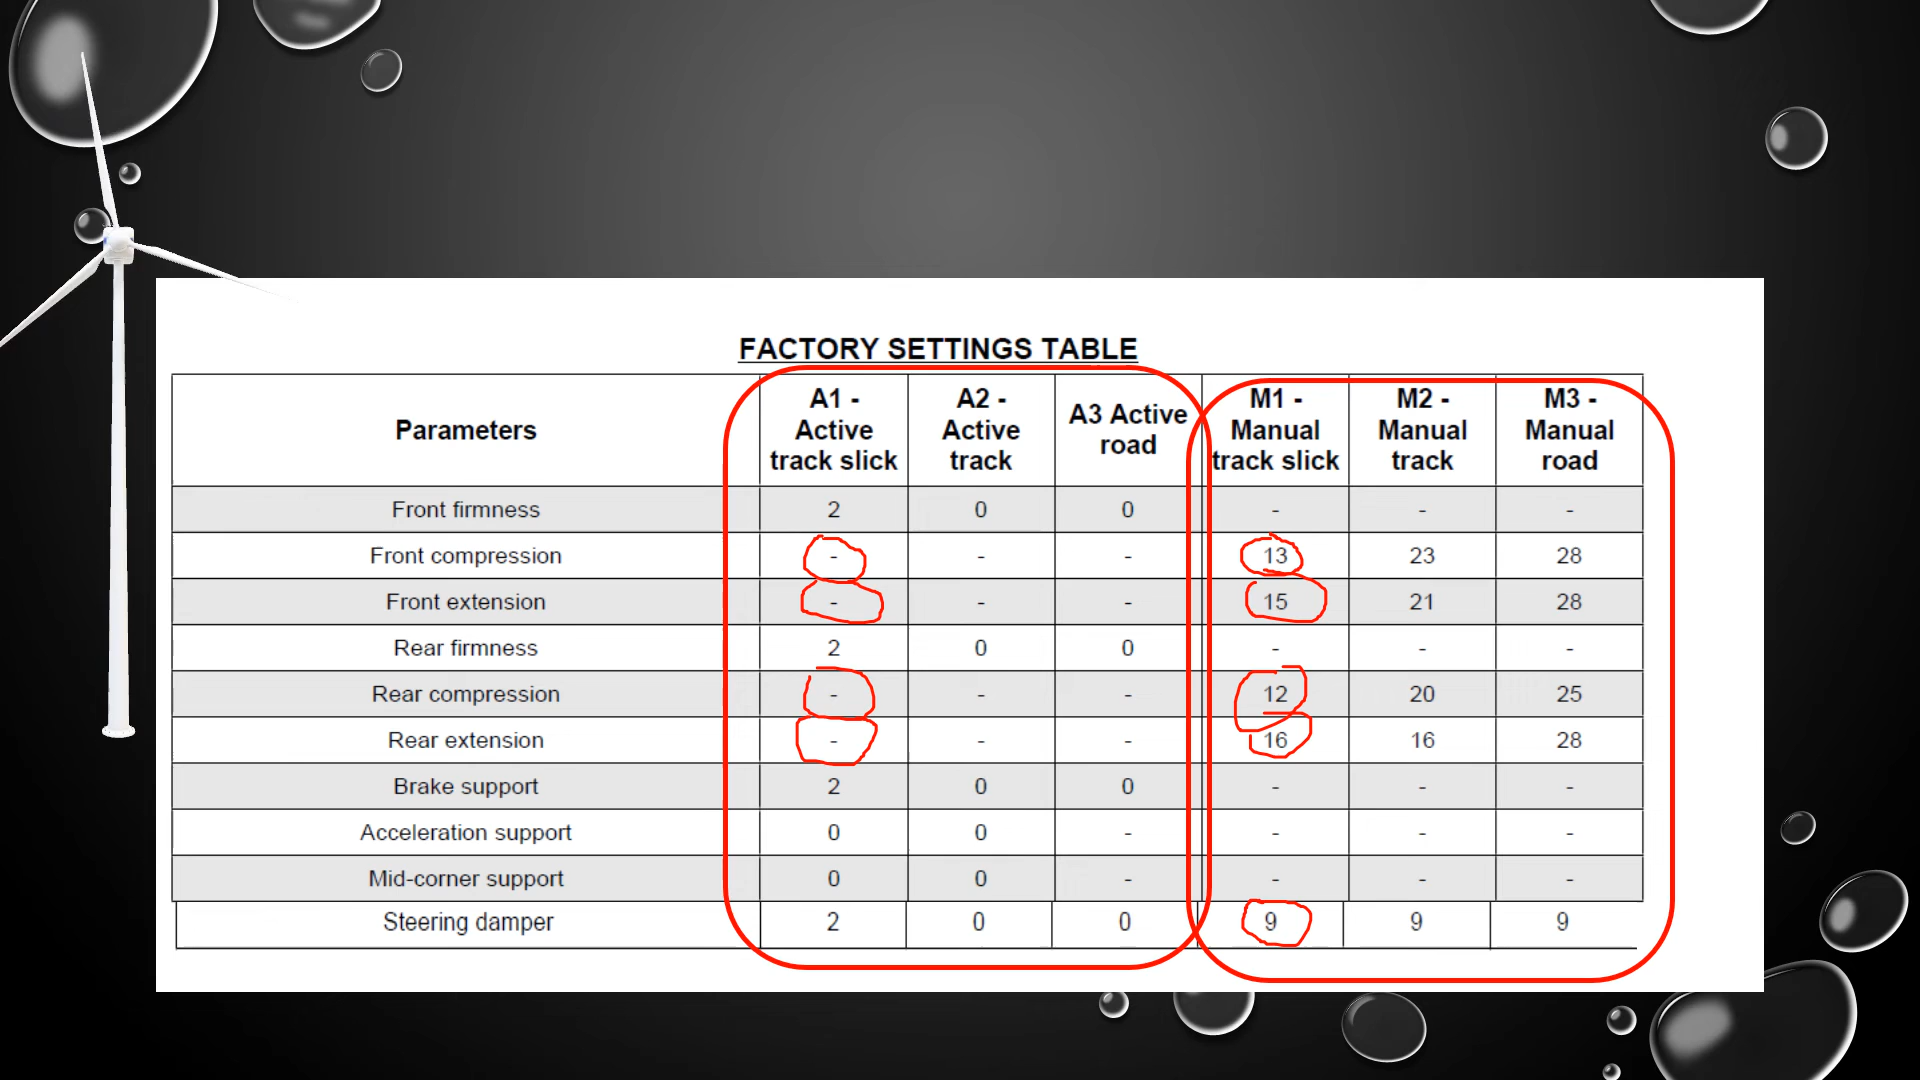 FACTORY SETTINGS TABLE
Parameters A1 - Active track slick A2 - Active track A3 Active road M1 - Manual track slick M2 - Manual track M3 - Manual road
Front firmness 2 0 0 - - -
Front compression - - - 13 23 28
Front extension - - - 15 21 28
Rear firmness 2 0 0 - - -
Rear compression - - - 12 20 25
Rear extension - - - 16 16 28
Brake support 2 0 0 - - -
Acceleration support 0 0 - - - -
Mid-corner support 0 0 - - - -
Steering damper 2 0 0 9 9 9